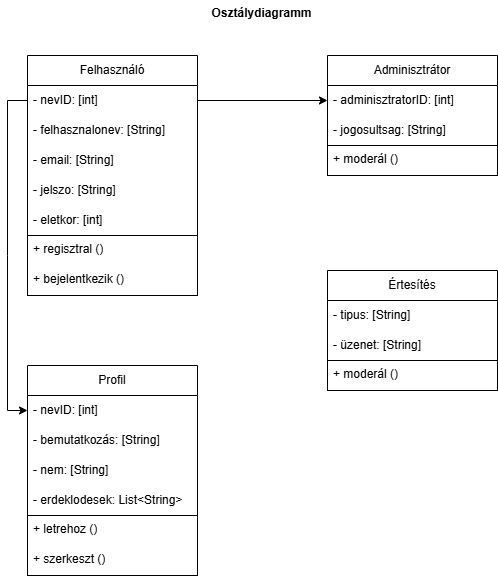 Osztálydiagramm
Felhasználó
- nevID: [int]
- felhasznalonev: [String]
- email: [String]
- jelszo: [String]
- eletkor: [int]
+ regisztral ()
+ bejelentkezik ()
Adminisztrátor
- adminisztratorID: [int]
- jogosultsag: [String]
+ moderál ()
Értesítés
- tipus: [String]
- üzenet: [String]
+ moderál ()
Profil
- nevID: [int]
- bemutatkozás: [String]
- nem: [String]
- erdeklodesek: List<String>
+ letrehoz ()
+ szerkeszt ()